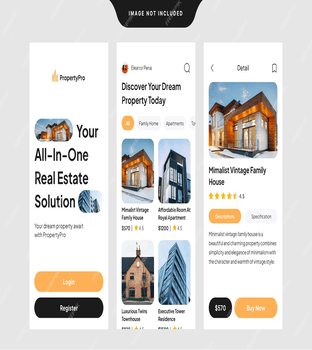 IMAGE NOT INCLUDED
PropertyPro
Your
All-In-One
Real Estate
Solution
Your dream property await
with PropertyPro
Login
Register
Eleanor Pena
Discover Your Dream
Property Today
All
Family Home
Apartments
Mimalist Vintage
Family House
$570 | 4.5
Affordable Room At
Royal Apartment
$200 | 4.5
Luxurious Twins
Townhouse
Executive Tower
Residence
Detail
Mimalist Vintage Family
House
4.5
Descriptions
Specification
Minimalist vintage family house is a
beautiful and charming property combines
simplicity and elegance of minimalism with
the character and warmth of vintage style.
$570
Buy Now